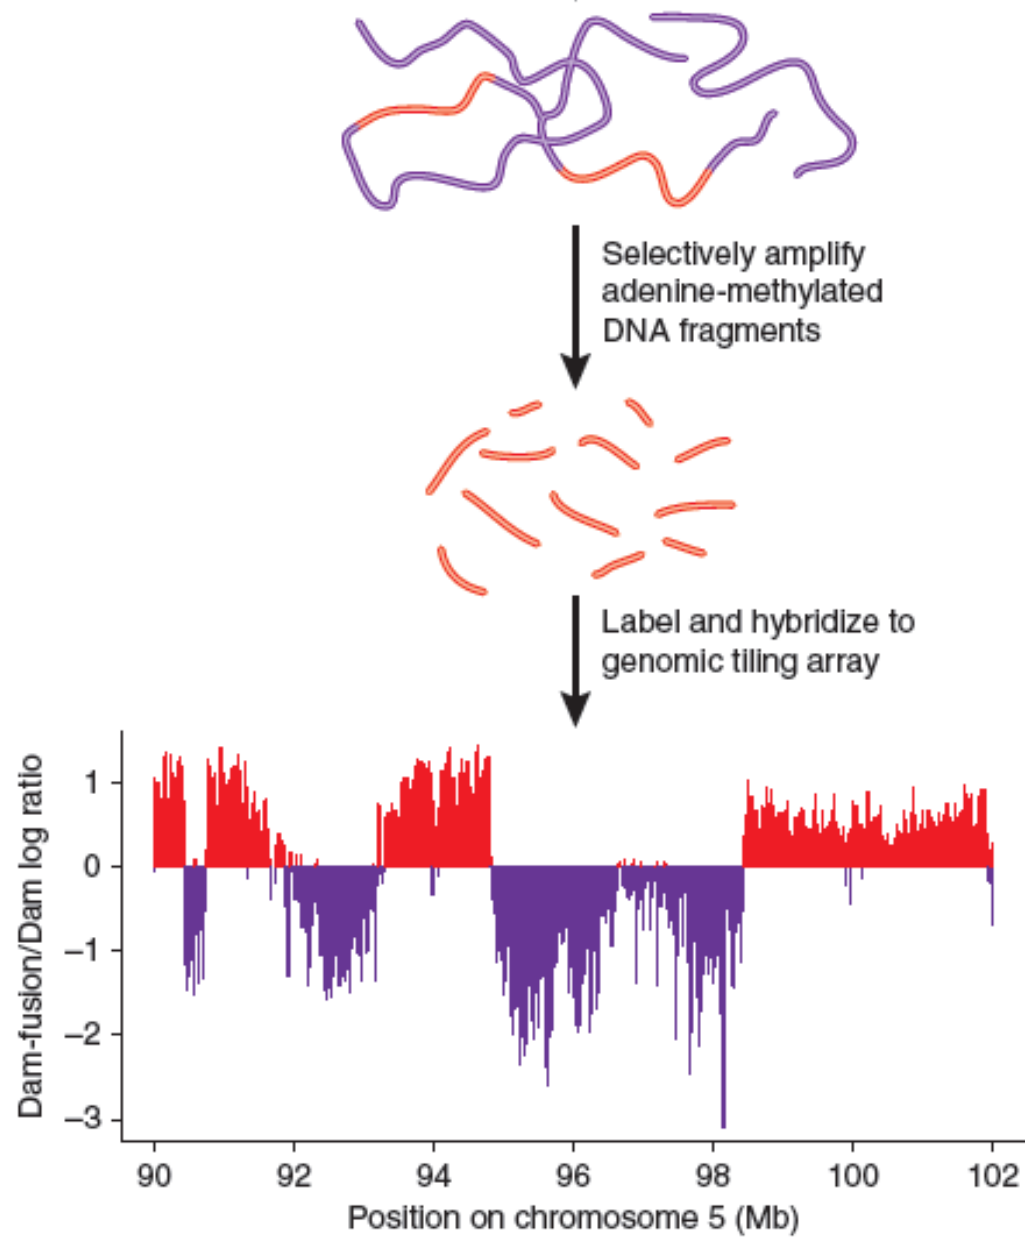 Selectively amplify
adenine-methylated
DNA fragments
Label and hybridize to
genomic tiling array
Dam-fusion/Dam log ratio
1
0
–1
–2
–3
90 92 94 96 98 100 102
Position on chromosome 5 (Mb)